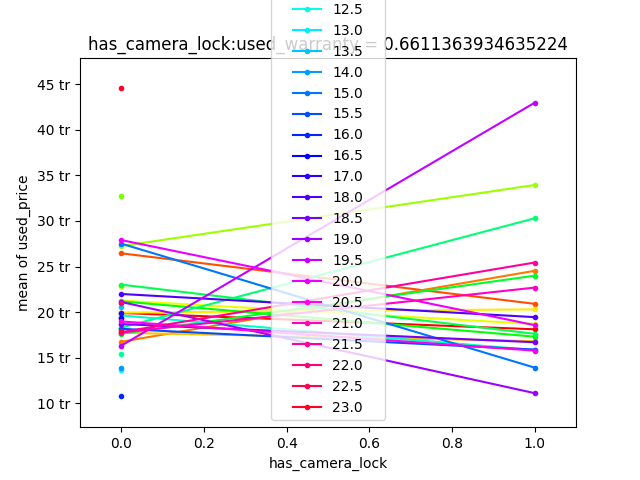 has_camera_lock:used_warranty = 0.6611363934635224
12.5
13.0
13.5
14.0
15.0
15.5
16.0
16.5
17.0
18.0
18.5
19.0
19.5
20.0
20.5
21.0
21.5
22.0
22.5
23.0
mean of used_price
45 tr
40 tr
35 tr
30 tr
25 tr
20 tr
15 tr
10 tr
0.0 0.2 0.4 0.6 0.8 1.0
has_camera_lock